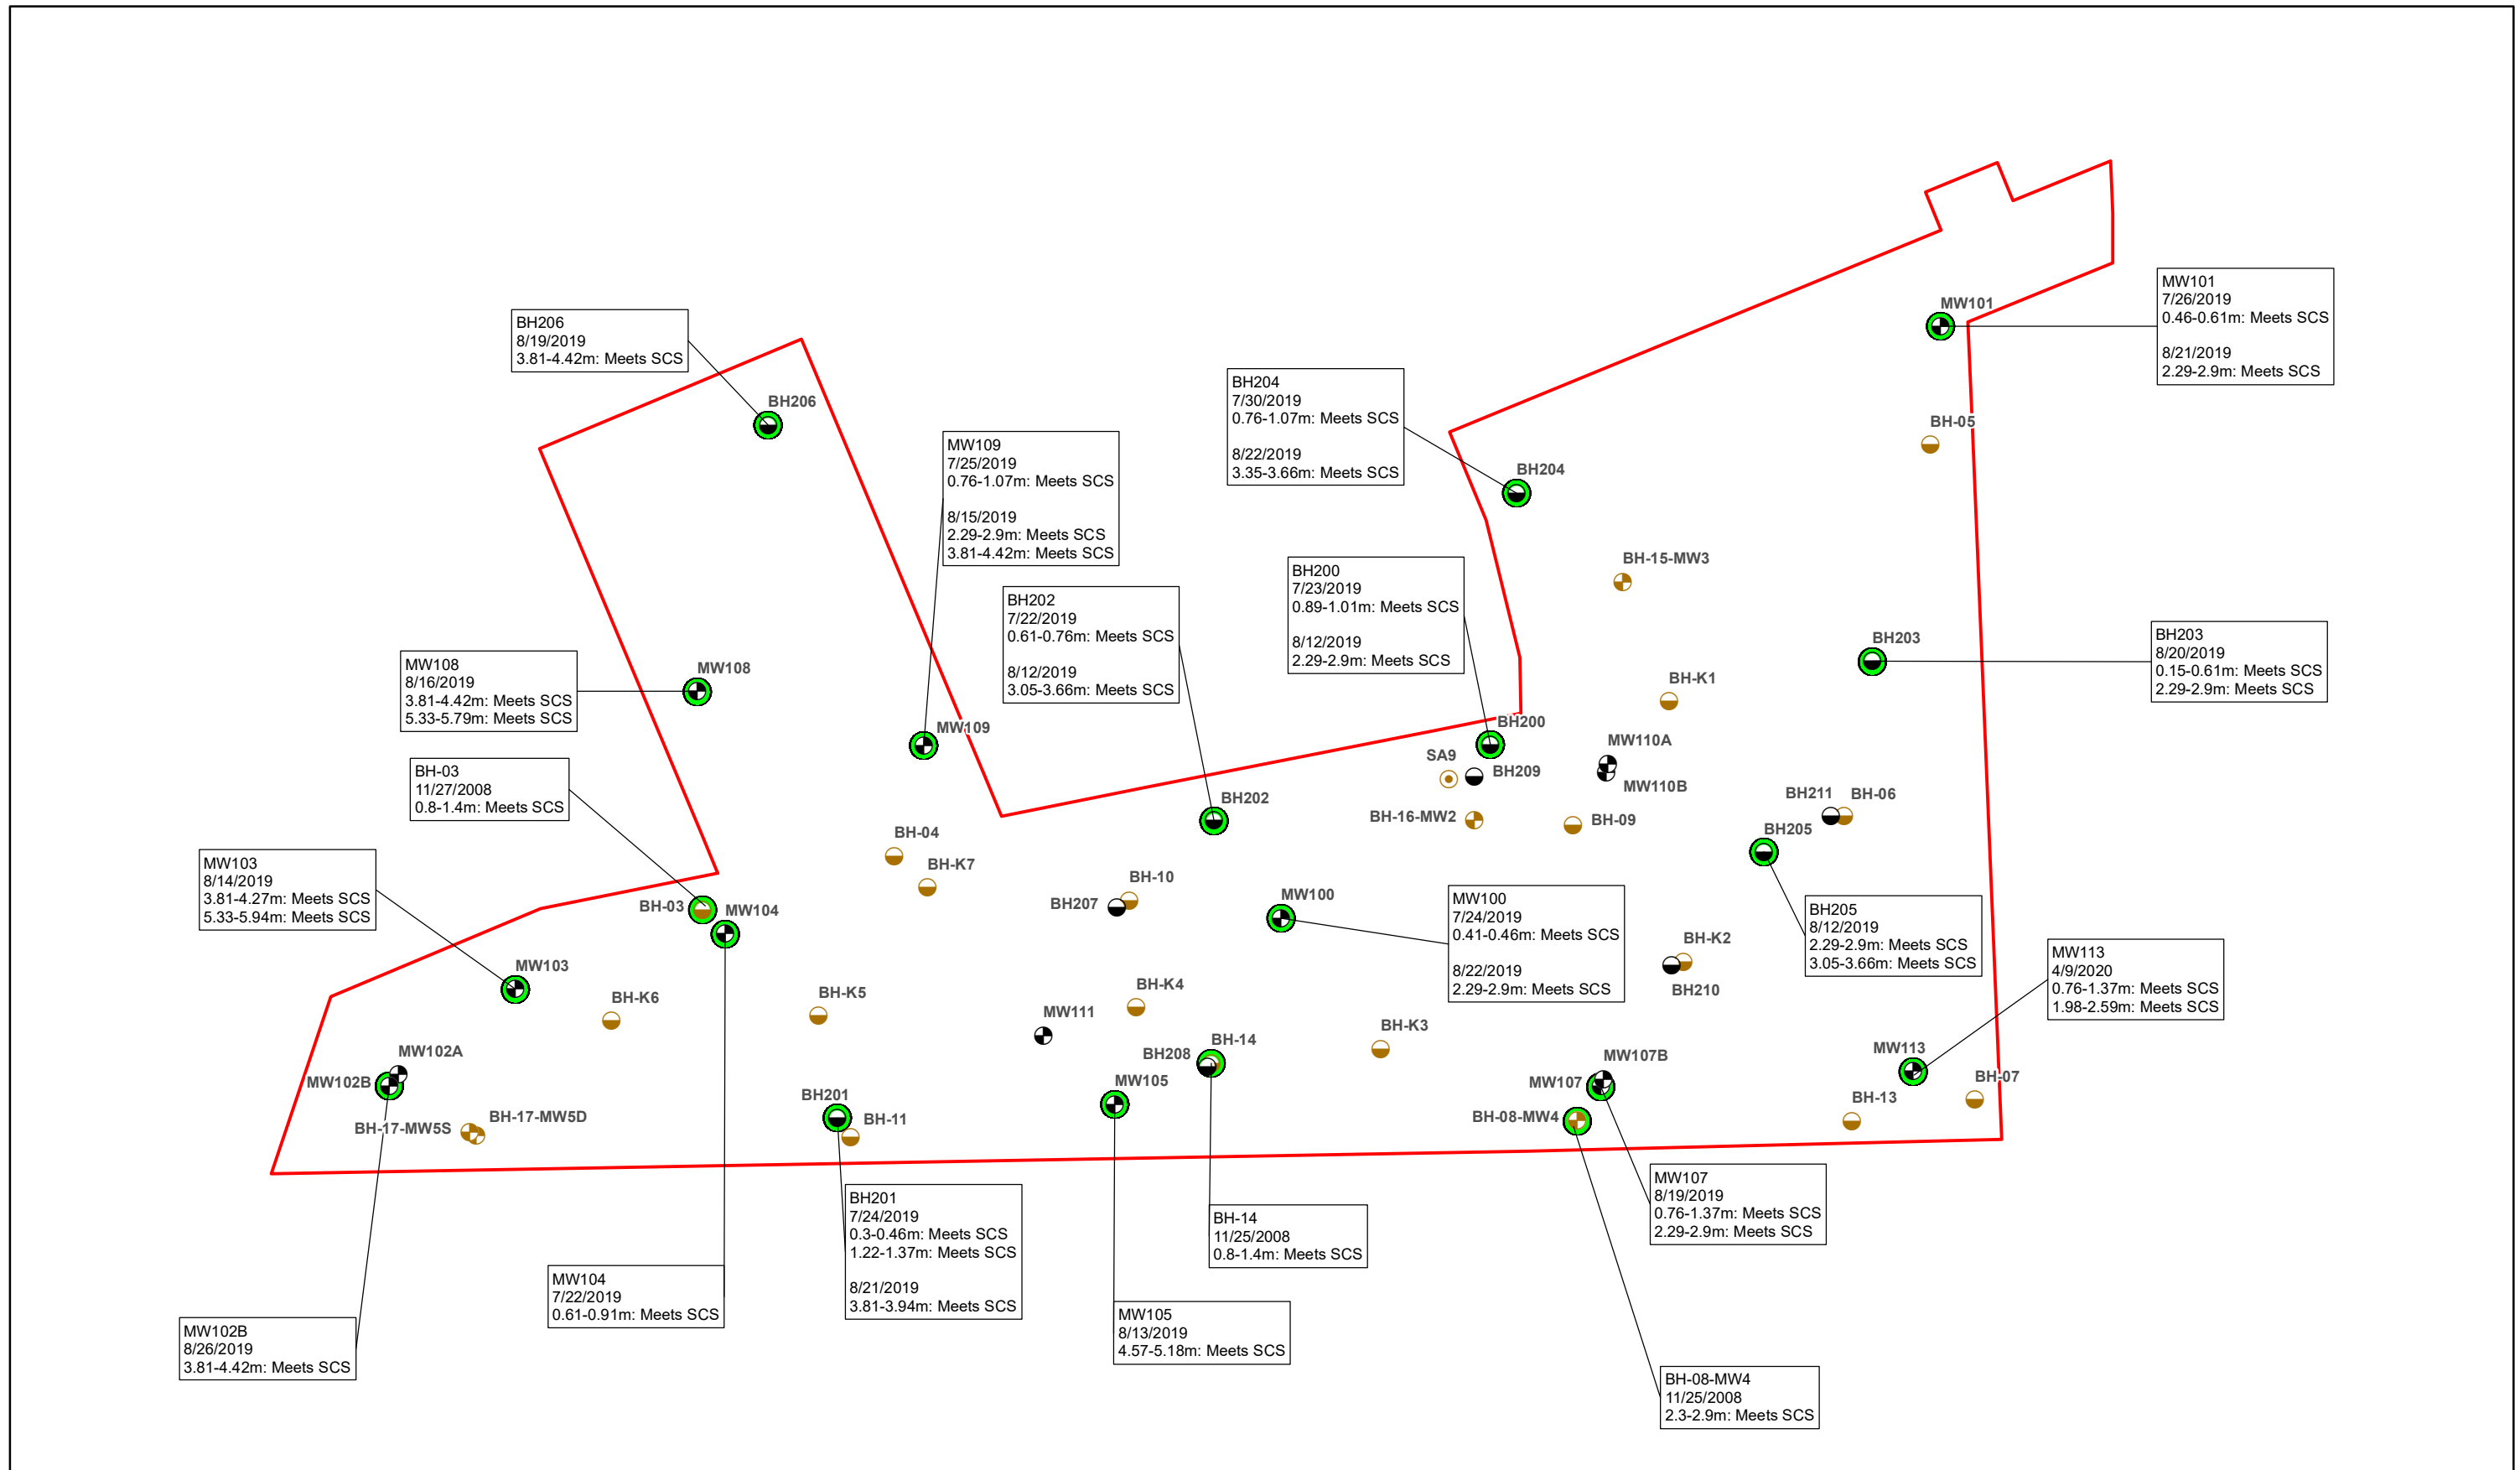 MW101
7/26/2019
0.46-0.61m: Meets SCS
8/21/2019
2.29-2.9m: Meets SCS
MW101
BH206
8/19/2019
3.81-4.42m: Meets SCS
BH206
BH204
7/30/2019
0.76-1.07m: Meets SCS
8/22/2019
3.35-3.66m: Meets SCS
BH204
BH-05
MW109
7/25/2019
0.76-1.07m: Meets SCS
8/15/2019
2.29-2.9m: Meets SCS
3.81-4.42m: Meets SCS
MW109
BH-15-MW3
BH200
7/23/2019
0.89-1.01m: Meets SCS
8/12/2019
2.29-2.9m: Meets SCS
BH200
BH202
7/22/2019
0.61-0.76m: Meets SCS
8/12/2019
3.05-3.66m: Meets SCS
BH202
BH203
BH203
8/20/2019
0.15-0.61m: Meets SCS
2.29-2.9m: Meets SCS
MW108
8/16/2019
3.81-4.42m: Meets SCS
5.33-5.79m: Meets SCS
MW108
BH-K1
MW110A
MW110B
SA9
BH209
BH-16-MW2
BH-09
BH211
BH-06
BH205
BH-03
11/27/2008
0.8-1.4m: Meets SCS
BH-04
BH-K7
BH-10
BH207
BH-03
MW104
MW100
MW103
8/14/2019
3.81-4.27m: Meets SCS
5.33-5.94m: Meets SCS
MW103
MW100
7/24/2019
0.41-0.46m: Meets SCS
8/22/2019
2.29-2.9m: Meets SCS
BH205
8/12/2019
2.29-2.9m: Meets SCS
3.05-3.66m: Meets SCS
BH-K2
BH210
MW113
4/9/2020
0.76-1.37m: Meets SCS
1.98-2.59m: Meets SCS
BH-K6
BH-K5
BH-K4
MW111
BH-K3
BH-14
BH208
MW113
MW102A
MW102B
MW107B
MW107
MW105
BH-07
BH-13
BH-08-MW4
BH201
BH-11
BH-17-MW5D
BH-17-MW5S
MW107
8/19/2019
0.76-1.37m: Meets SCS
2.29-2.9m: Meets SCS
BH201
7/24/2019
0.3-0.46m: Meets SCS
1.22-1.37m: Meets SCS
8/21/2019
3.81-3.94m: Meets SCS
BH-14
11/25/2008
0.8-1.4m: Meets SCS
MW104
7/22/2019
0.61-0.91m: Meets SCS
MW105
8/13/2019
4.57-5.18m: Meets SCS
MW102B
8/26/2019
3.81-4.42m: Meets SCS
BH-08-MW4
11/25/2008
2.3-2.9m: Meets SCS